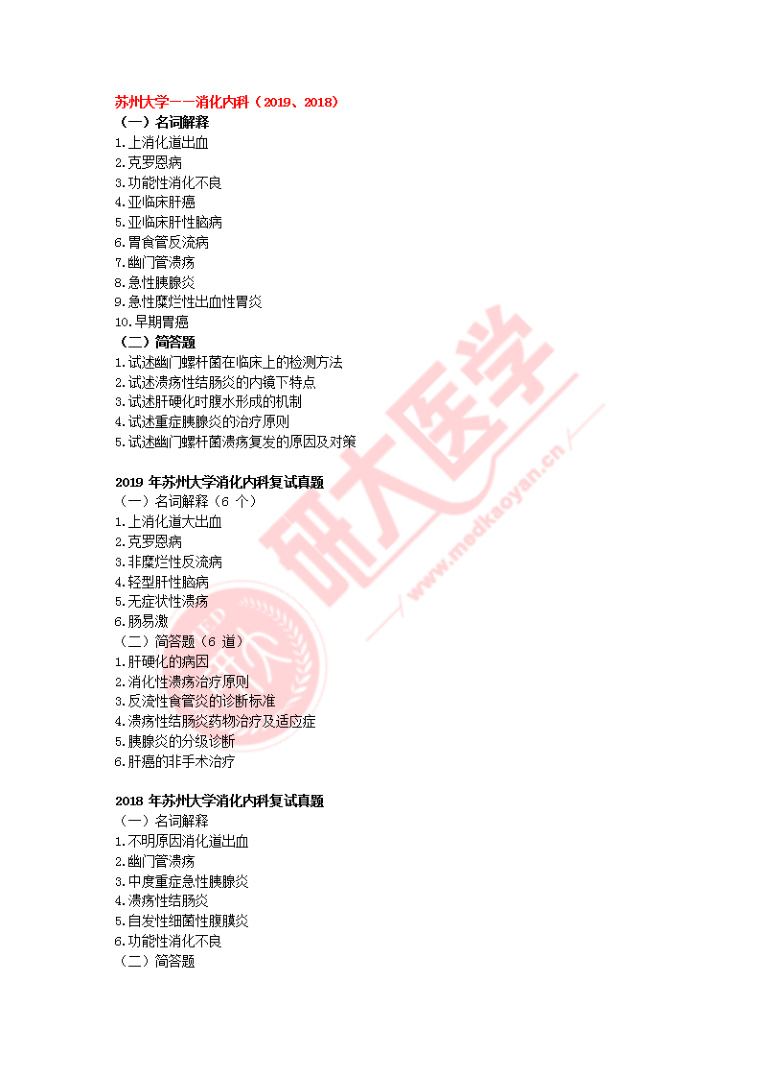 苏州大学——消化内科（2019、2018）
（一）名词解释
1.上消化道出血
2.克罗恩病
3.功能性消化不良
4.亚临床肝癌
5.亚临床肝性脑病
6.胃食管反流病
7.幽门管溃疡
8.急性胰腺炎
9.急性糜烂性出血性胃炎
10.早期胃癌
（二）简答题
1.试述幽门螺杆菌在临床上的检测方法
2.试述溃疡性结肠炎的内镜下特点
3.试述肝硬化时腹水形成的机制
4.试述重症胰腺炎的治疗原则
5.试述幽门螺杆菌溃疡复发的原因及对策
2019 年苏州大学消化内科复试真题
（一）名词解释（6 个）
1.上消化道大出血
2.克罗恩病
3.非糜烂性反流病
4.轻型肝性脑病
5.无症状性溃疡
6.肠易激
（二）简答题（6 道）
1.肝硬化的病因
2.消化性溃疡治疗原则
3.反流性食管炎的诊断标准
4.溃疡性结肠炎药物治疗及适应症
5.胰腺炎的分级诊断
6.肝癌的非手术治疗
2018 年苏州大学消化内科复试真题
（一）名词解释
1.不明原因消化道出血
2.幽门管溃疡
3.中度重症急性胰腺炎
4.溃疡性结肠炎
5.自发性细菌性腹膜炎
6.功能性消化不良
（二）简答题
研大医学
www.medkaoyan.cn